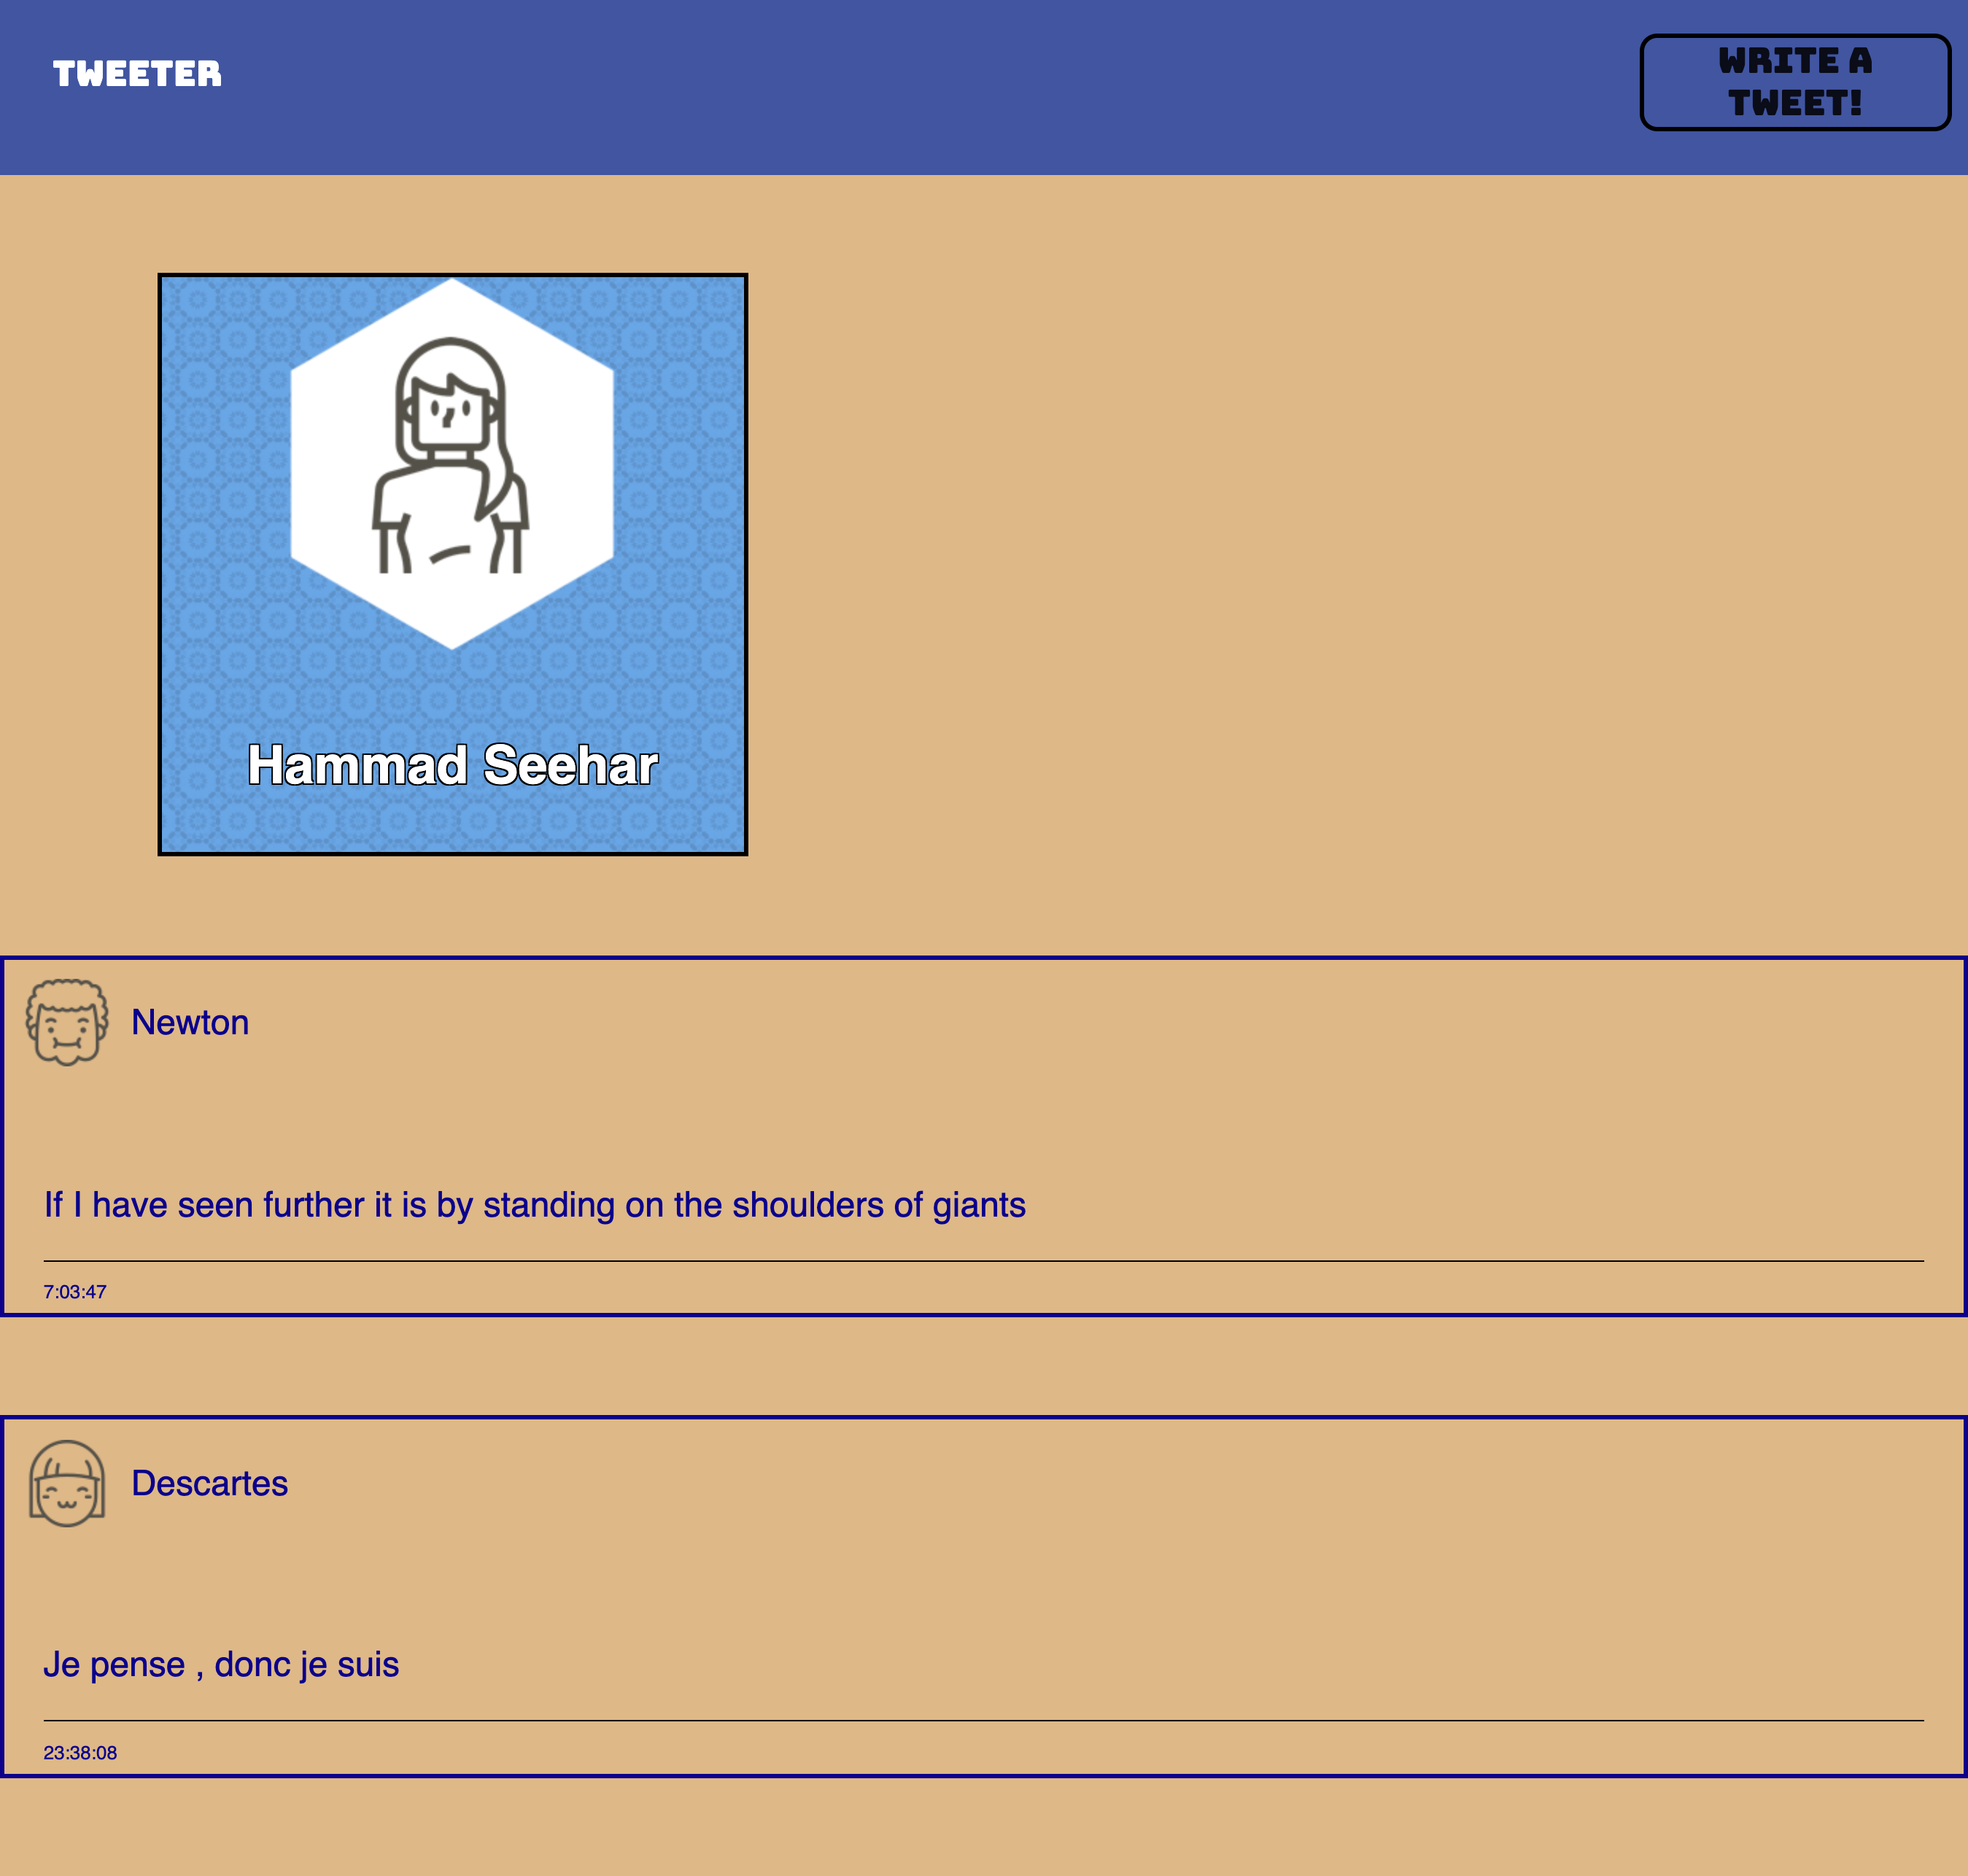 TWEETER
WRITE A
TWEET!
Hammad Seehar
Newton
If I have seen further it is by standing on the shoulders of giants
7:03:47
Descartes
Je pense , donc je suis
23:38:08